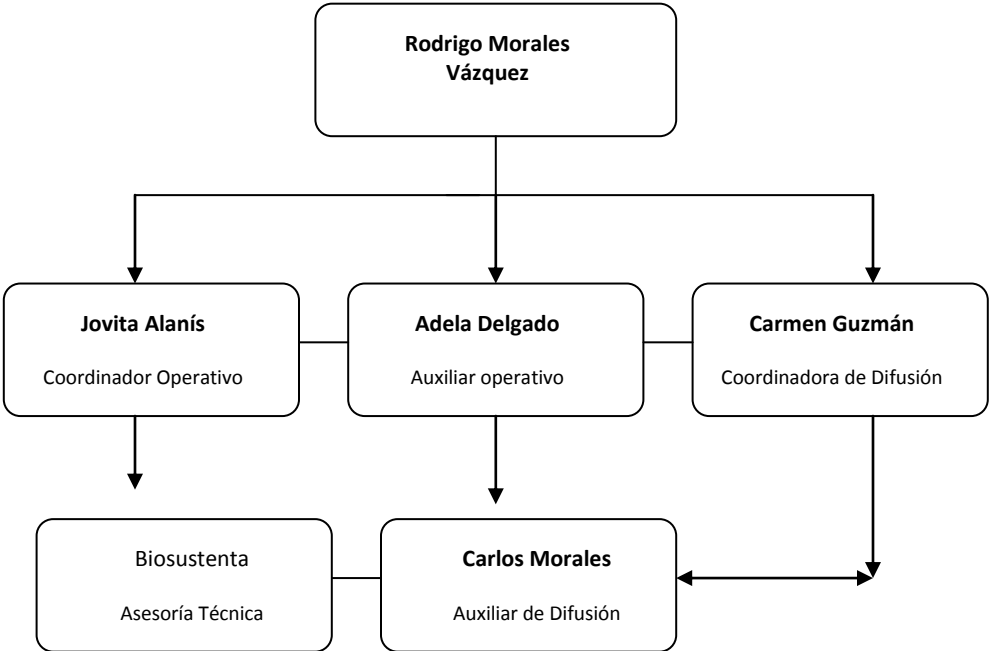 Rodrigo Morales
Vázquez
Jovita Alanís
Coordinador Operativo
Adela Delgado
Auxiliar operativo
Carmen Guzmán
Coordinadora de Difusión
Biosustenta
Asesoría Técnica
Carlos Morales
Auxiliar de Difusión